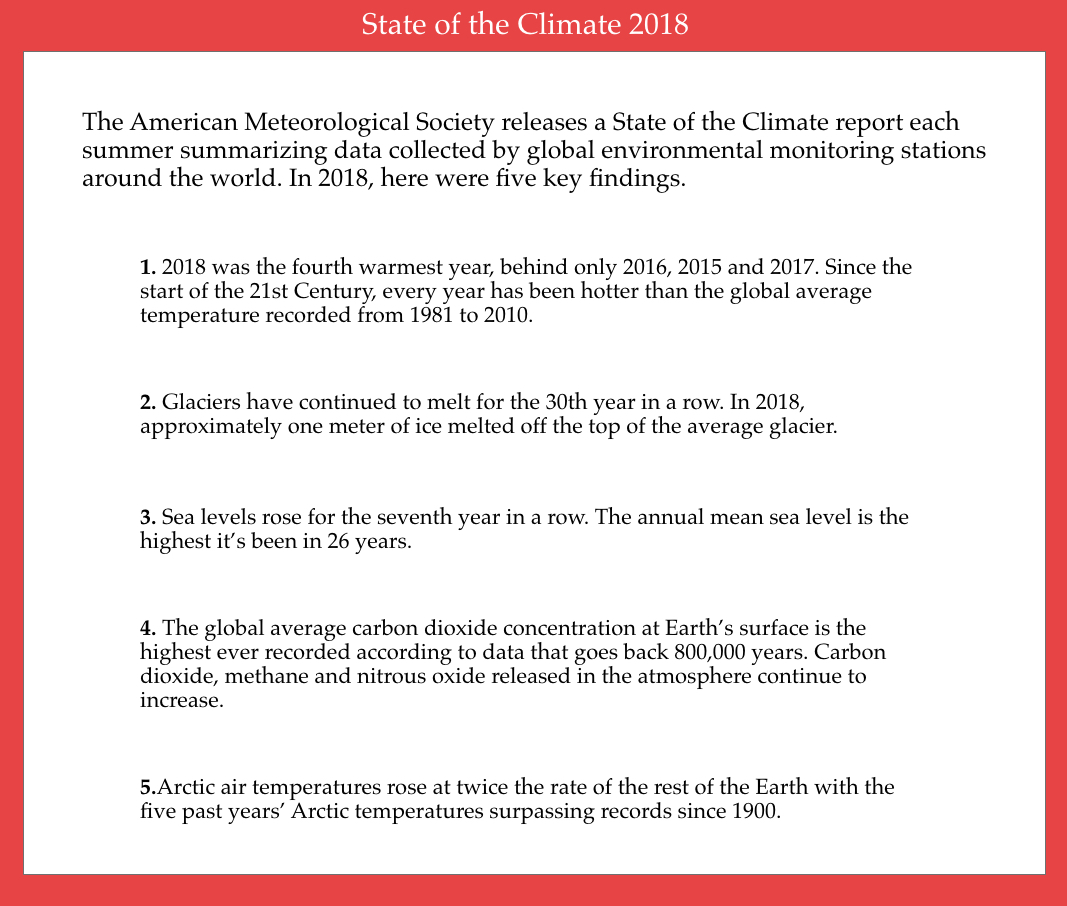 State of the Climate 2018
The American Meteorological Society releases a State of the Climate report each
summer summarizing data collected by global environmental monitoring stations
around the world. In 2018, here were five key findings.
1. 2018 was the fourth warmest year, behind only 2016, 2015 and 2017. Since the
start of the 21st Century, every year has been hotter than the global average
temperature recorded from 1981 to 2010.
2. Glaciers have continued to melt for the 30th year in a row. In 2018,
approximately one meter of ice melted off the top of the average glacier.
3. Sea levels rose for the seventh year in a row. The annual mean sea level is the
highest it’s been in 26 years.
4. The global average carbon dioxide concentration at Earth’s surface is the
highest ever recorded according to data that goes back 800,000 years. Carbon
dioxide, methane and nitrous oxide released in the atmosphere continue to
increase.
5.Arctic air temperatures rose at twice the rate of the rest of the Earth with the
five past years’ Arctic temperatures surpassing records since 1900.